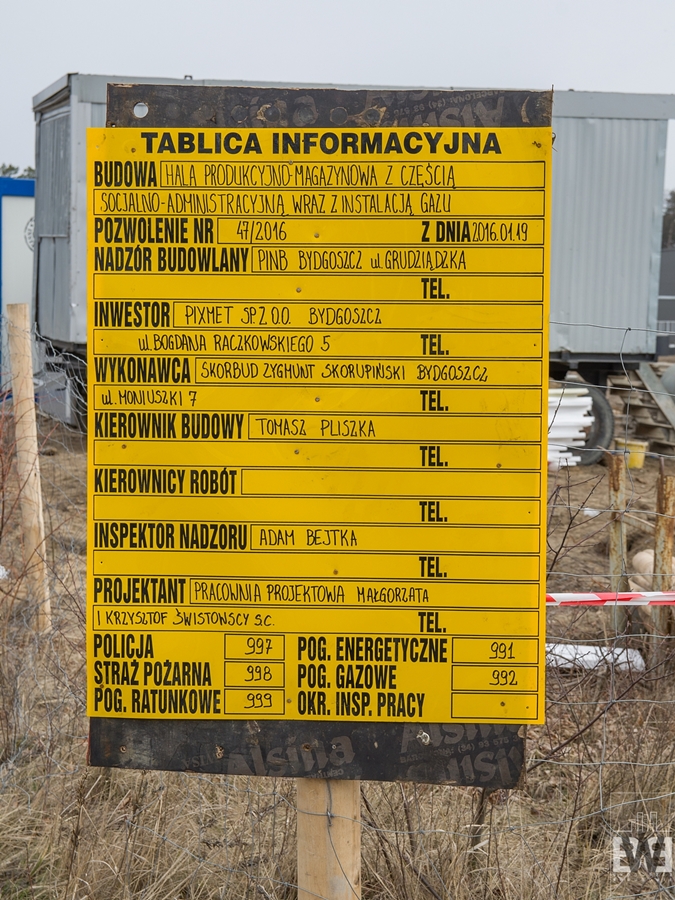 TABLICA INFORMACYJNA
BUDOWA HALA PRODUKCYJNO-MAGAZYNOWA Z CZĘŚCIĄ
SOCJALNO-ADMINISTRACYJNĄ WRAZ Z INSTALACJĄ GAZU
POZWOLENIE NR 47/2016 Z DNIA 2016.01.19
NADZÓR BUDOWLANY PINB BYDGOSZCZ ul. GRUDZIĄDZKA
TEL.
INWESTOR PIXMET SP. Z O.O. BYDGOSZCZ
ul. BOGDANA RACZKOWSKIEGO 5 TEL.
WYKONAWCA SKORBUD ZYGMUNT SKORUPIŃSKI BYDGOSZCZ
ul. MONIUSZKI 7 TEL.
KIEROWNIK BUDOWY TOMASZ PLISZKA
TEL.
KIEROWNICY ROBÓT
TEL.
INSPEKTOR NADZORU ADAM BEJTKA
TEL.
PROJEKTANT PRACOWNIA PROJEKTOWA MAŁGORZATA
I KRZYSZTOF ŚWISTOWSCY S.C. TEL.
POLICJA 997 POG. ENERGETYCZNE 991
STRAŻ POŻARNA 998 POG. GAZOWE 992
POG. RATUNKOWE 999 OKR. INSP. PRACY
Alsina